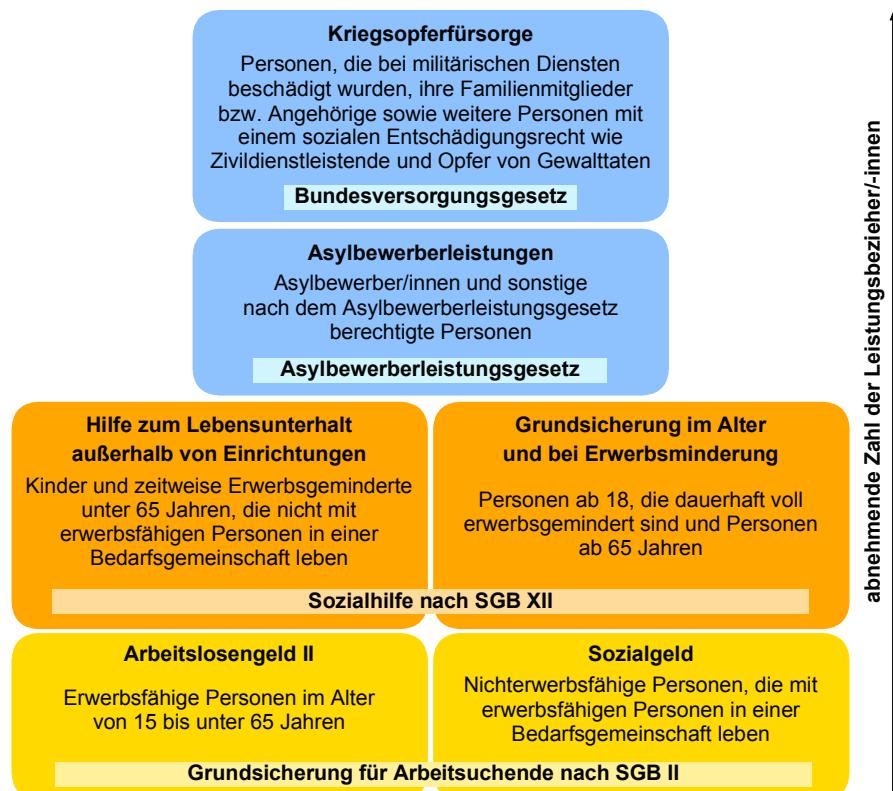 Kriegsopferfürsorge
Personen, die bei militärischen Diensten
beschädigt wurden, ihre Familienmitglieder
bzw. Angehörige sowie weitere Personen mit
einem sozialen Entschädigungsrecht wie
Zivildienstleistende und Opfer von Gewalttaten
Bundesversorgungsgesetz
Asylbewerberleistungen
Asylbewerber/innen und sonstige
nach dem Asylbewerberleistungsgesetz
berechtigte Personen
Asylbewerberleistungsgesetz
Hilfe zum Lebensunterhalt
außerhalb von Einrichtungen
Kinder und zeitweise Erwerbsgeminderte
unter 65 Jahren, die nicht mit
erwerbsfähigen Personen in einer
Bedarfsgemeinschaft leben
Grundsicherung im Alter
und bei Erwerbsminderung
Personen ab 18, die dauerhaft voll
erwerbsgemindert sind und Personen
ab 65 Jahren
Sozialhilfe nach SGB XII
Arbeitslosengeld II
Erwerbsfähige Personen im Alter
von 15 bis unter 65 Jahren
Sozialgeld
Nichterwerbsfähige Personen, die mit
erwerbsfähigen Personen in einer
Bedarfsgemeinschaft leben
Grundsicherung für Arbeitsuchende nach SGB II
abnehmende Zahl der Leistungsbezieher/-innen